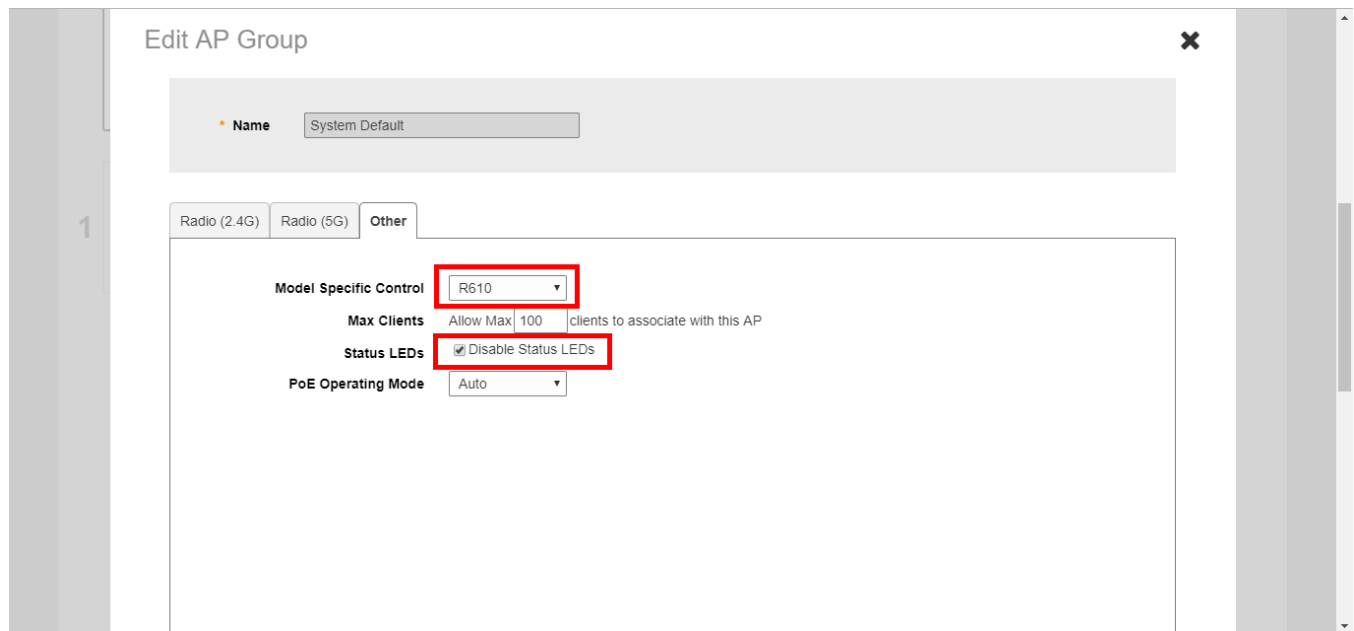 Edit AP Group
* Name System Default
1
Radio (2.4G) Radio (5G) Other
Model Specific Control R610
Max Clients Allow Max 100 clients to associate with this AP
Status LEDs Disable Status LEDs
PoE Operating Mode Auto